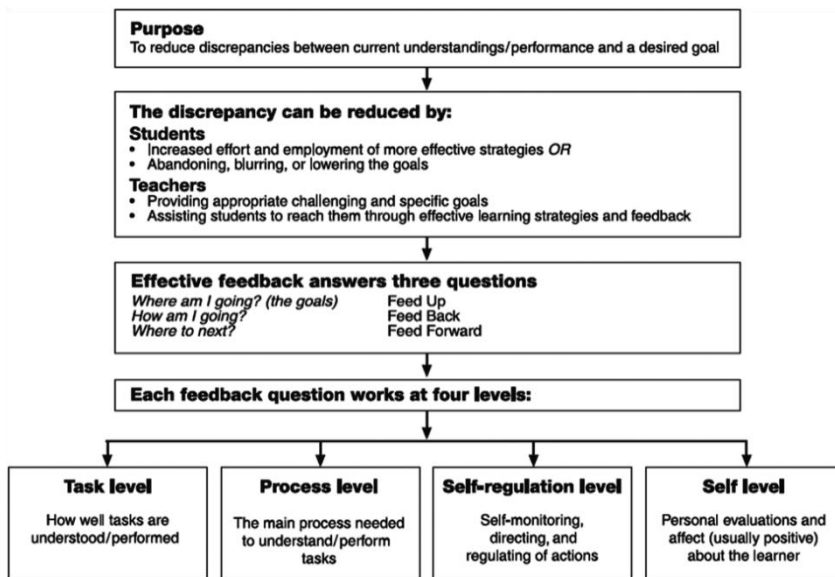 Purpose
To reduce discrepancies between current understandings/performance and a desired goal
The discrepancy can be reduced by:
Students
• Increased effort and employment of more effective strategies OR
• Abandoning, blurring, or lowering the goals
Teachers
• Providing appropriate challenging and specific goals
• Assisting students to reach them through effective learning strategies and feedback
Effective feedback answers three questions
Where am I going? (the goals) Feed Up
How am I going? Feed Back
Where to next? Feed Forward
Each feedback question works at four levels:
Task level
How well tasks are
understood/performed
Process level
The main process needed
to understand/perform
tasks
Self-regulation level
Self-monitoring,
directing, and
regulating of actions
Self level
Personal evaluations and
affect (usually positive)
about the learner